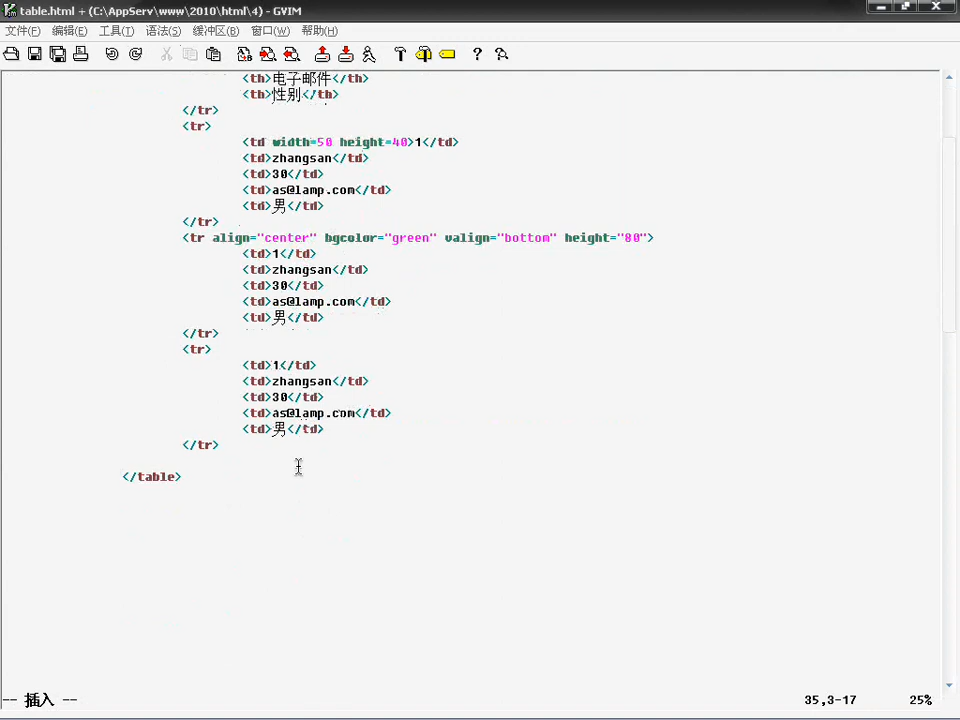 table.html + (C:\AppServ\www\2010\html\4) - GVIM
文件(F) 编辑(E) 工具(T) 语法(S) 缓冲区(B) 窗口(W) 帮助(H)
<th>电子邮件</th>
<th>性别</th>
</tr>
<tr>
<td width=50 height=40>1</td>
<td>zhangsan</td>
<td>30</td>
<td>as@lamp.com</td>
<td>男</td>
</tr>
<tr align="center" bgcolor="green" valign="bottom" height="80">
<td>1</td>
<td>zhangsan</td>
<td>30</td>
<td>as@lamp.com</td>
<td>男</td>
</tr>
<tr>
<td>1</td>
<td>zhangsan</td>
<td>30</td>
<td>as@lamp.com</td>
<td>男</td>
</tr>
</table>
-- 插入 -- 35,3-17 25%